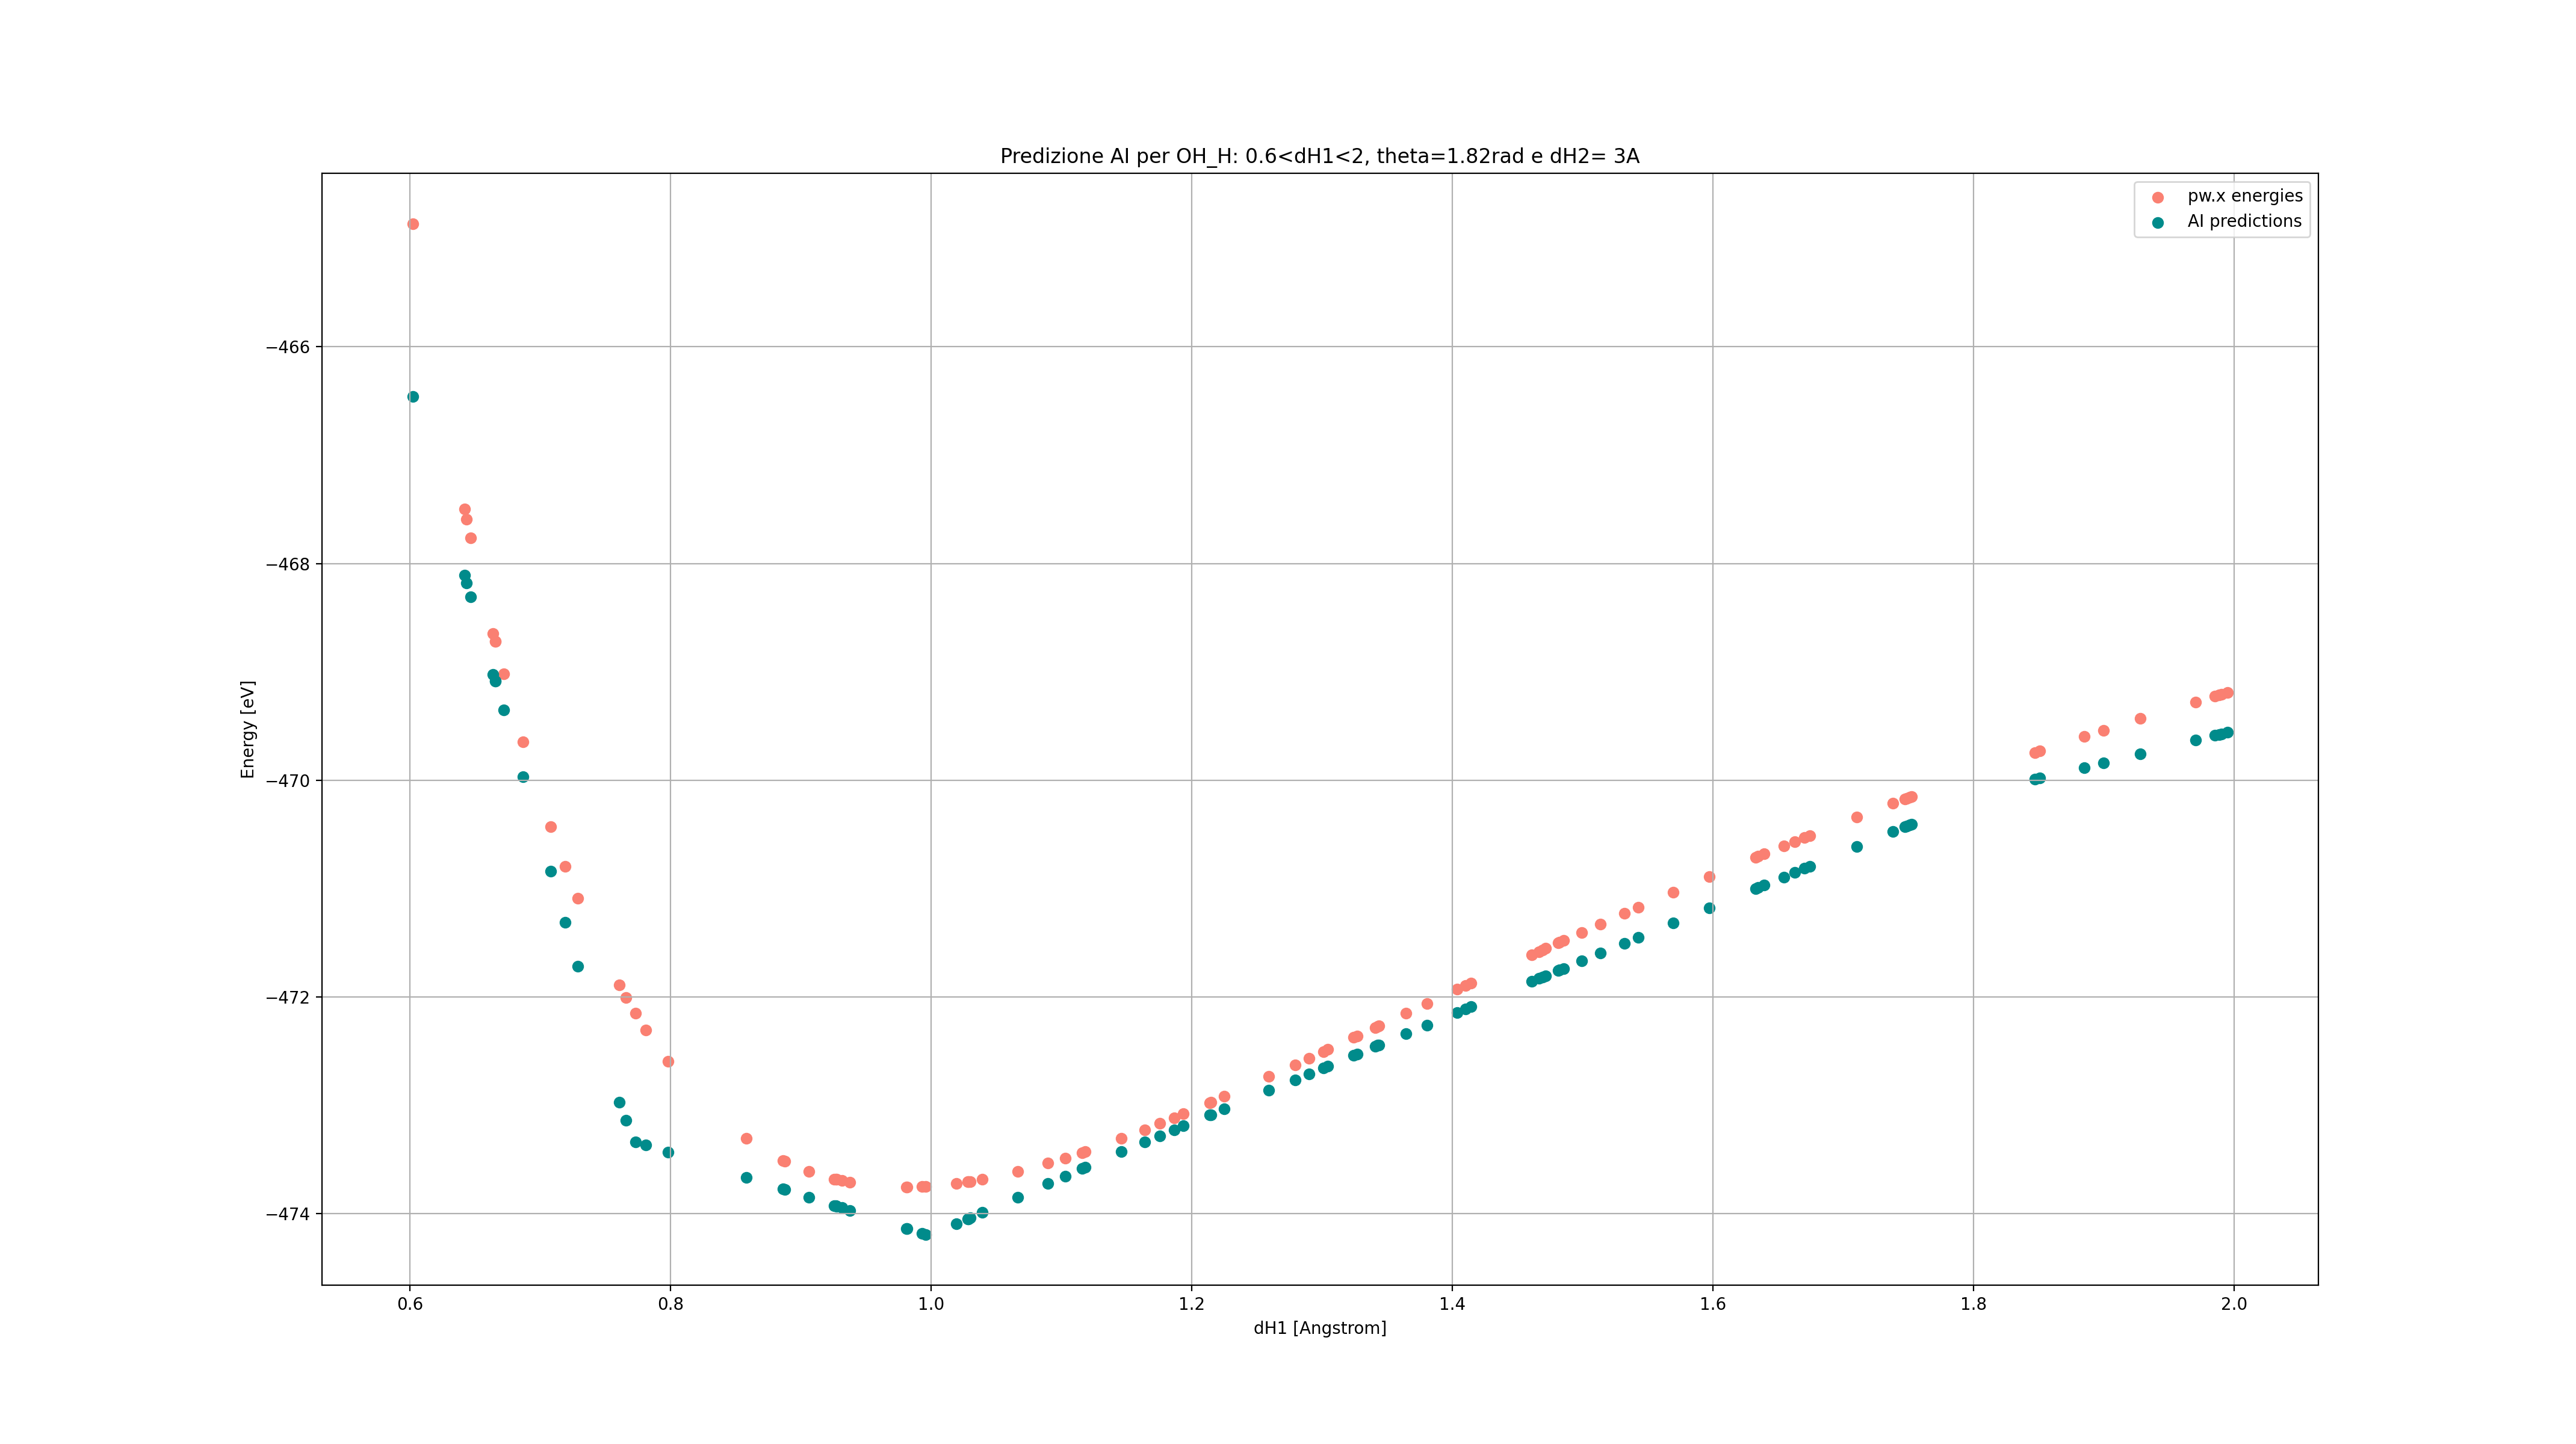 Predizione AI per OH_H: 0.6<dH1<2, theta=1.82rad e dH2= 3A
pw.x energies
AI predictions
−466
−468
−470
−472
−474
Energy [eV]
0.6
0.8
1.0
1.2
1.4
1.6
1.8
2.0
dH1 [Angstrom]